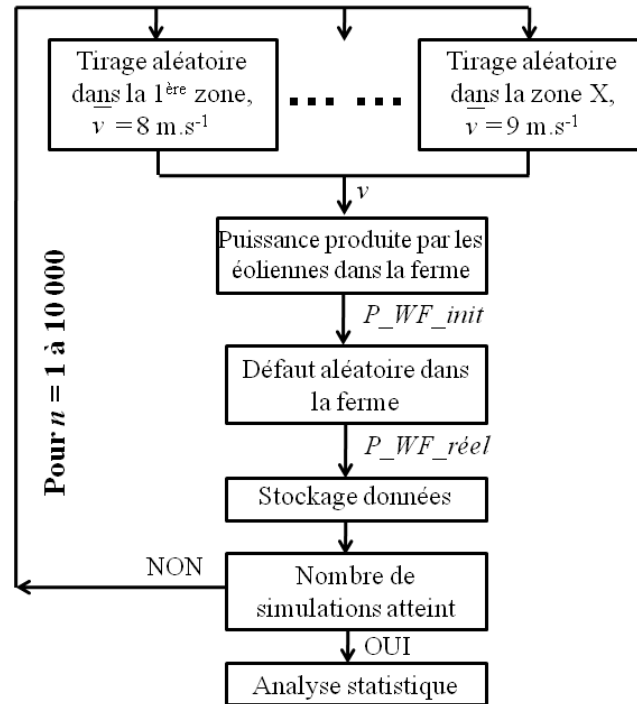 Tirage aléatoire
dans la 1ère zone,
v̅ = 8 m.s-1
... ...
Tirage aléatoire
dans la zone X,
v̅ = 9 m.s-1
v
Puissance produite par les
éoliennes dans la ferme
P_WF_init
Défaut aléatoire dans
la ferme
P_WF_réel
Stockage données
Pour n = 1 à 10 000
NON
Nombre de
simulations atteint
OUI
Analyse statistique